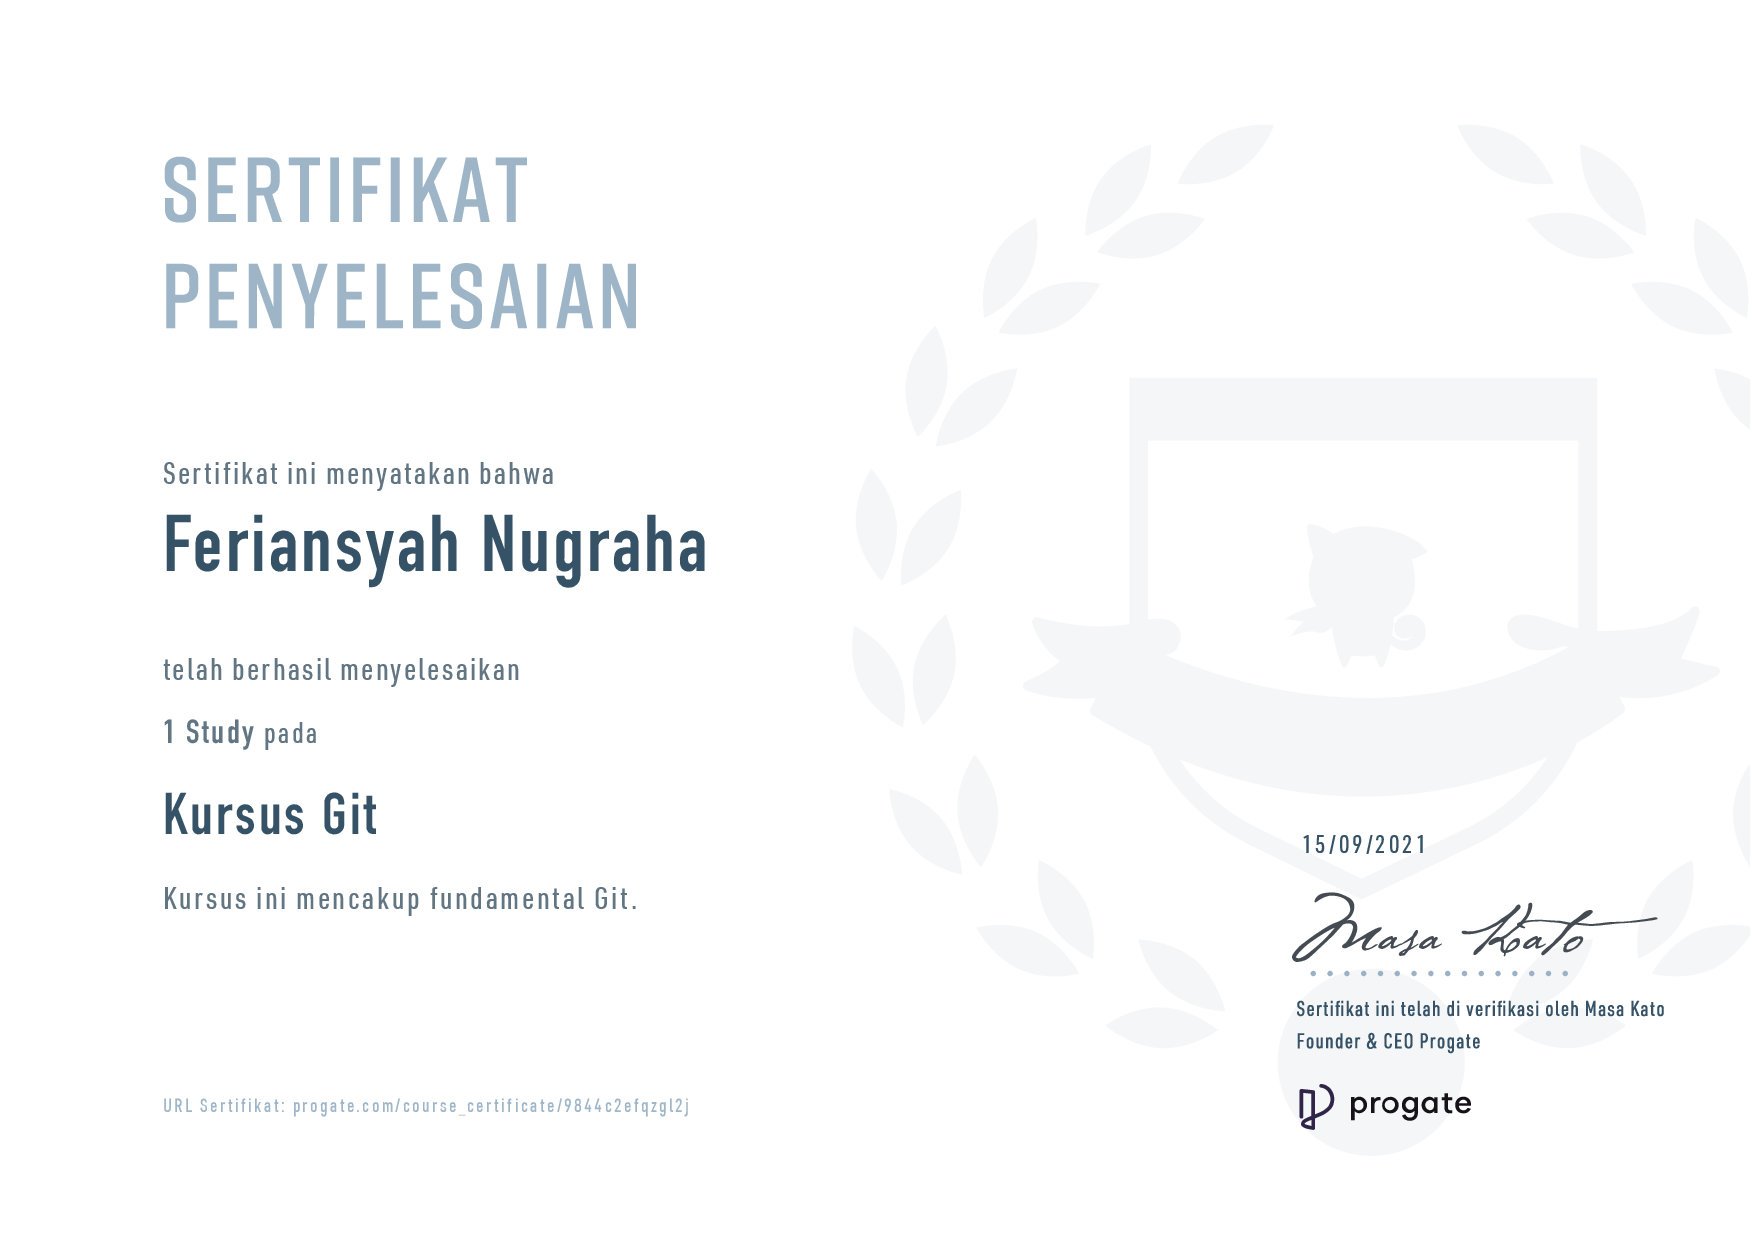 SERTIFIKAT
PENYELESAIAN
Sertifikat ini menyatakan bahwa
Feriansyah Nugraha
telah berhasil menyelesaikan
1 Study pada
Kursus Git
Kursus ini mencakup fundamental Git.
15/09/2021
Masa Kato
Sertifikat ini telah di verifikasi oleh Masa Kato
Founder & CEO Progate
URL Sertifikat: progate.com/course_certificate/9844c2efqzgl2j
progate